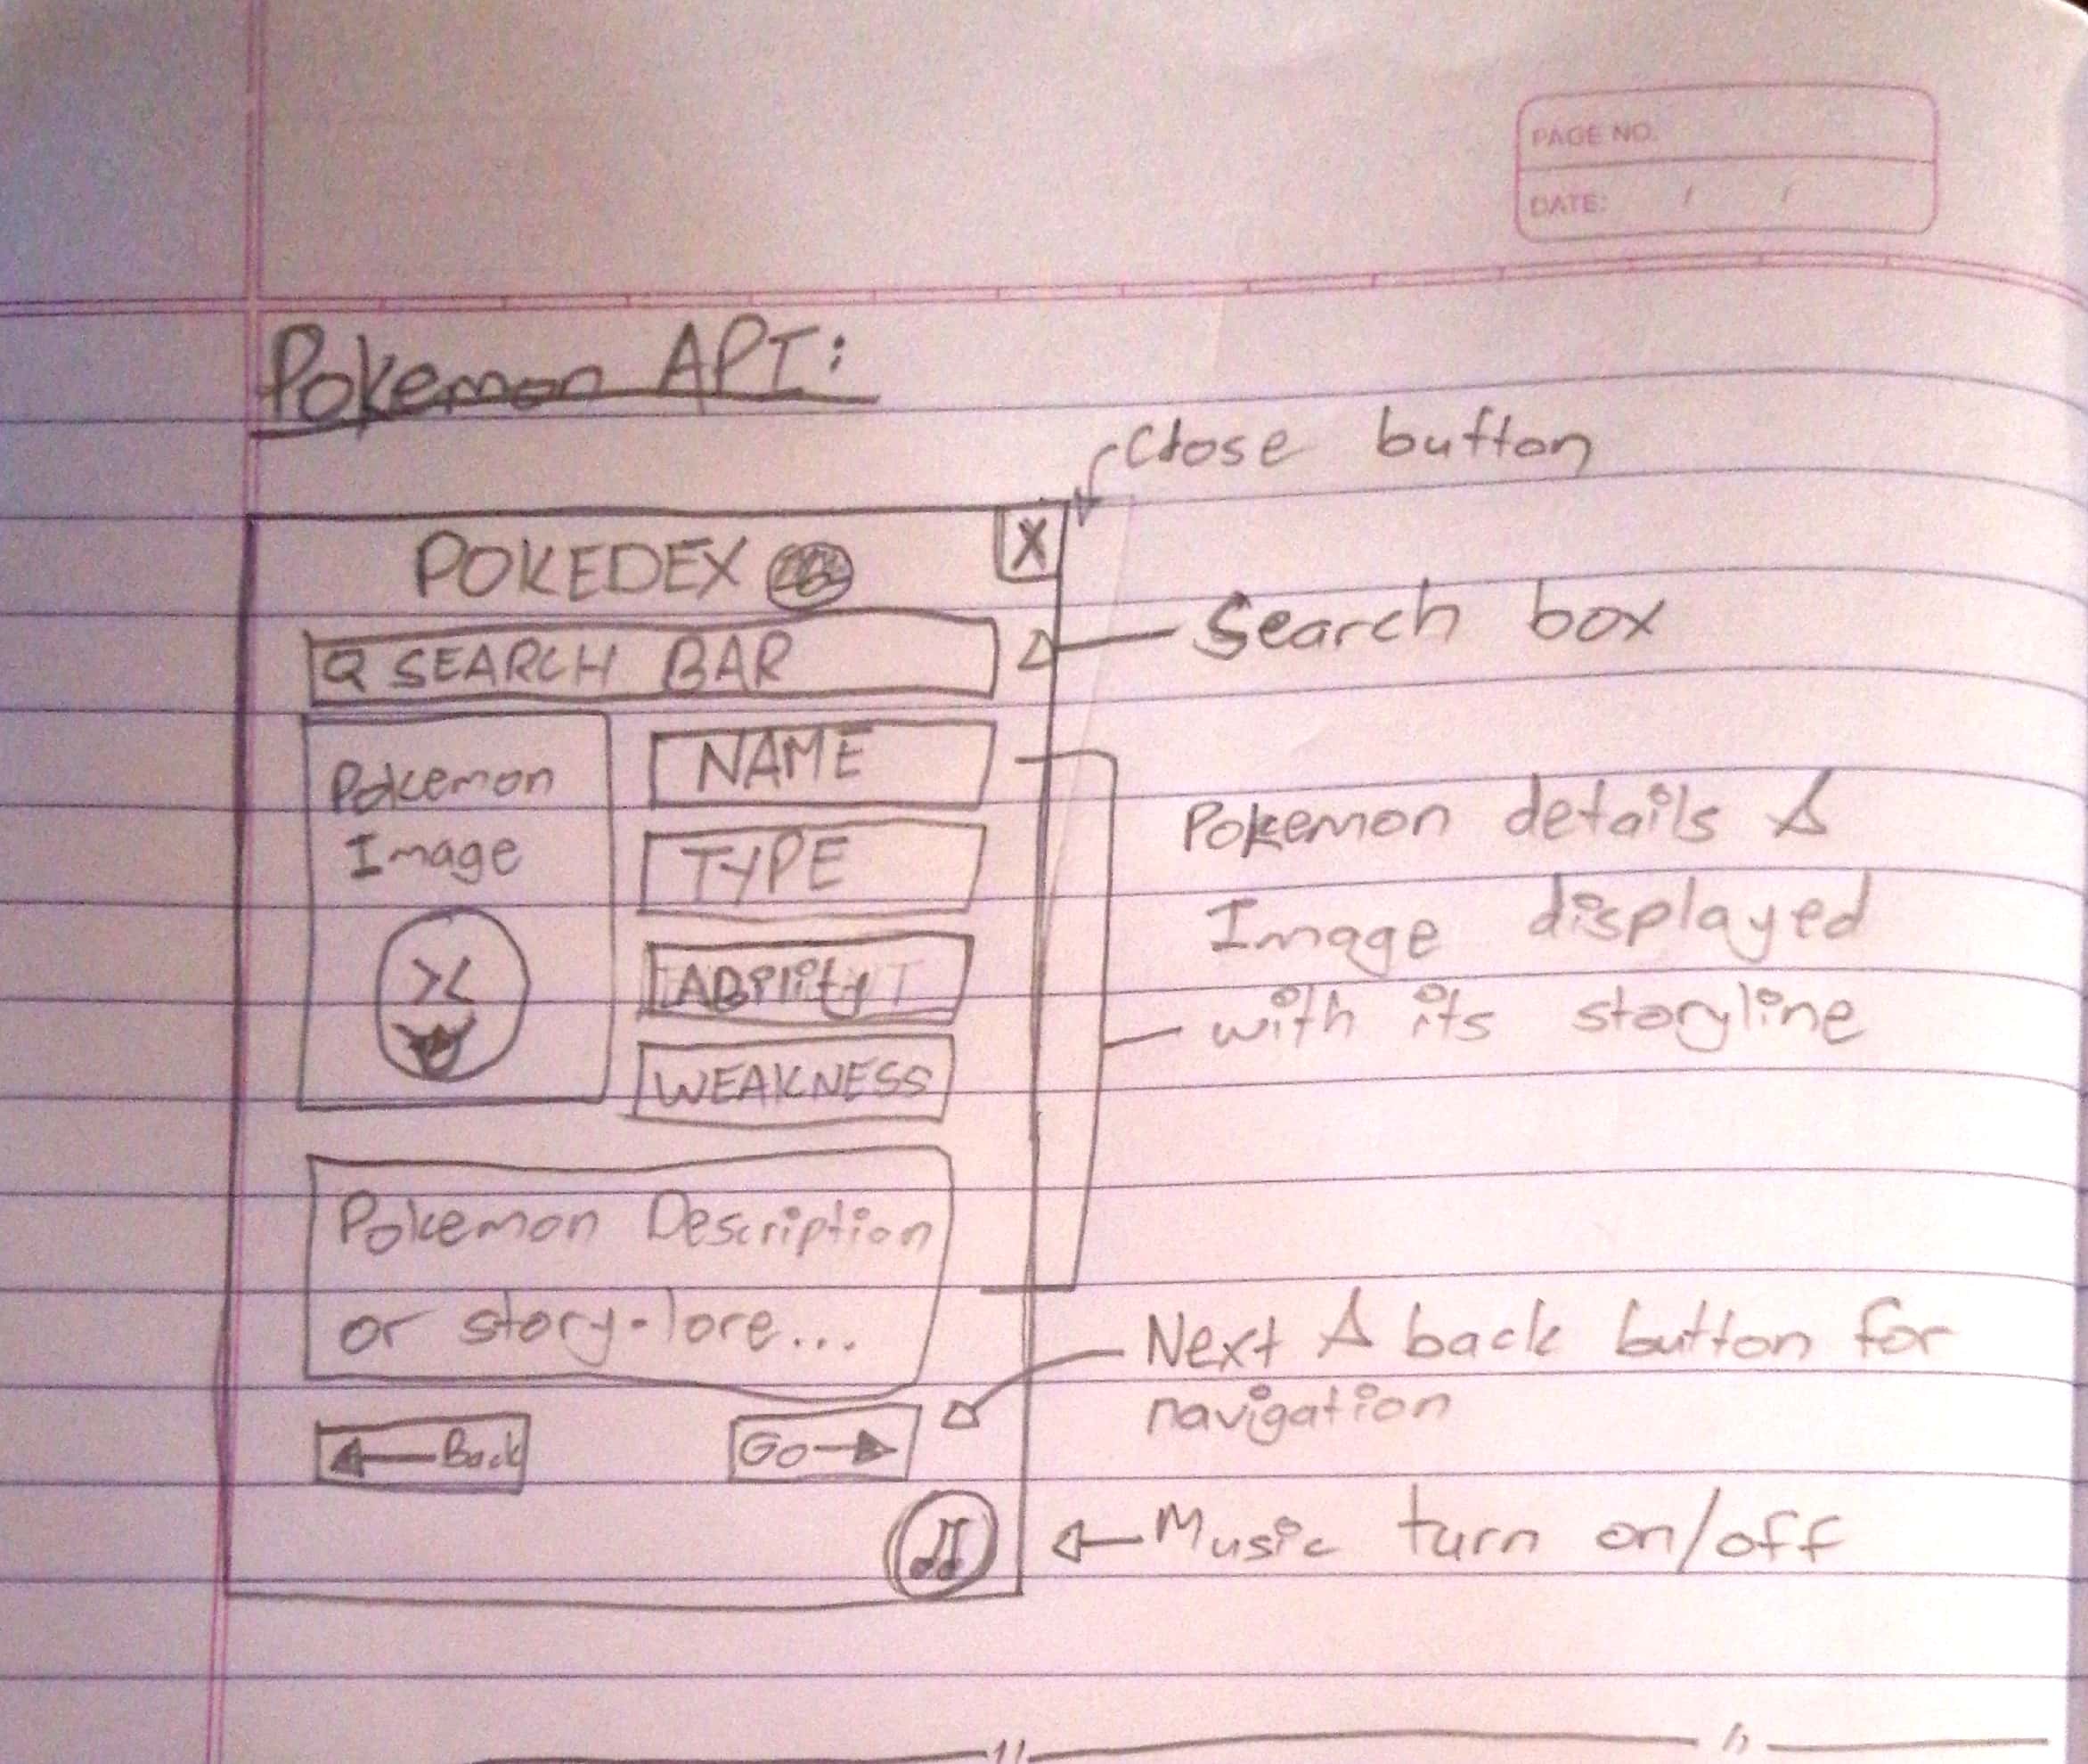 PAGE NO.
DATE: / /
Pokemon API:
Close button
POKEDEX
X
SEARCH BAR
Search box
Pokemon
Image
NAME
TYPE
Ability
WEAKNESS
Pokemon details &
Image displayed
with its storyline
Pokemon Description
or story-lore...
Next & back button for
navigation
Back
Go
Music turn on/off